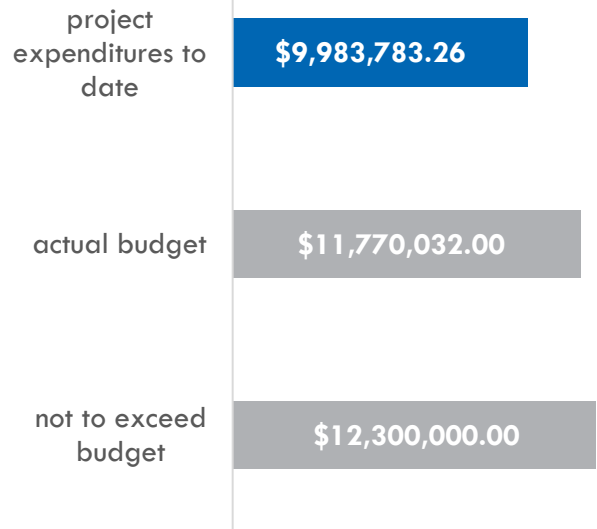 project
expenditures to
date
$9,983,783.26
actual budget
$11,770,032.00
not to exceed
budget
$12,300,000.00